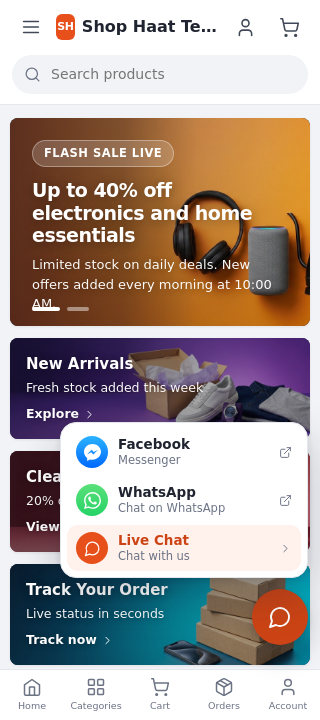 SH
Shop Haat Te...
Search products
FLASH SALE LIVE
Up to 40% off
electronics and home
essentials
Limited stock on daily deals. New
offers added every morning at 10:00
AM.
New Arrivals
Fresh stock added this week
Explore
Clea
20%
View
Facebook
Messenger
WhatsApp
Chat on WhatsApp
Live Chat
Chat with us
Track Your Order
Live status in seconds
Track now
Home
Categories
Cart
Orders
Account